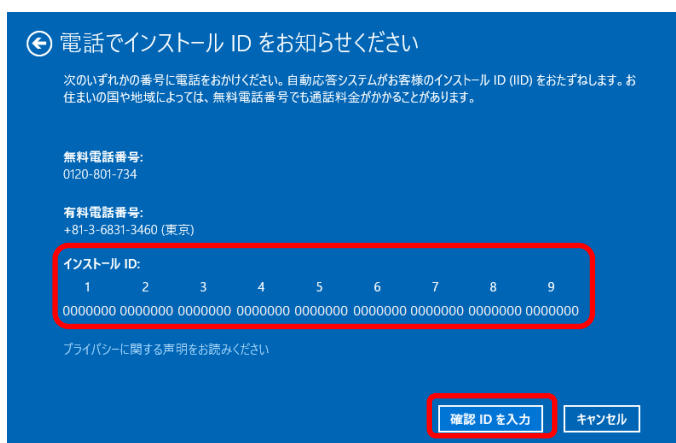 電話でインストール ID をお知らせください
次のいずれかの番号に電話をおかけください。自動応答システムがお客様のインストール ID (IID) をおたずねします。お
住まいの国や地域によっては、無料電話番号でも通話料金がかかることがあります。
無料電話番号:
0120-801-734
有料電話番号:
+81-3-6831-3460 (東京)
インストール ID:
1 2 3 4 5 6 7 8 9
0000000 0000000 0000000 0000000 0000000 0000000 0000000 0000000 0000000
プライバシーに関する声明をお読みください
確認 ID を入力 キャンセル